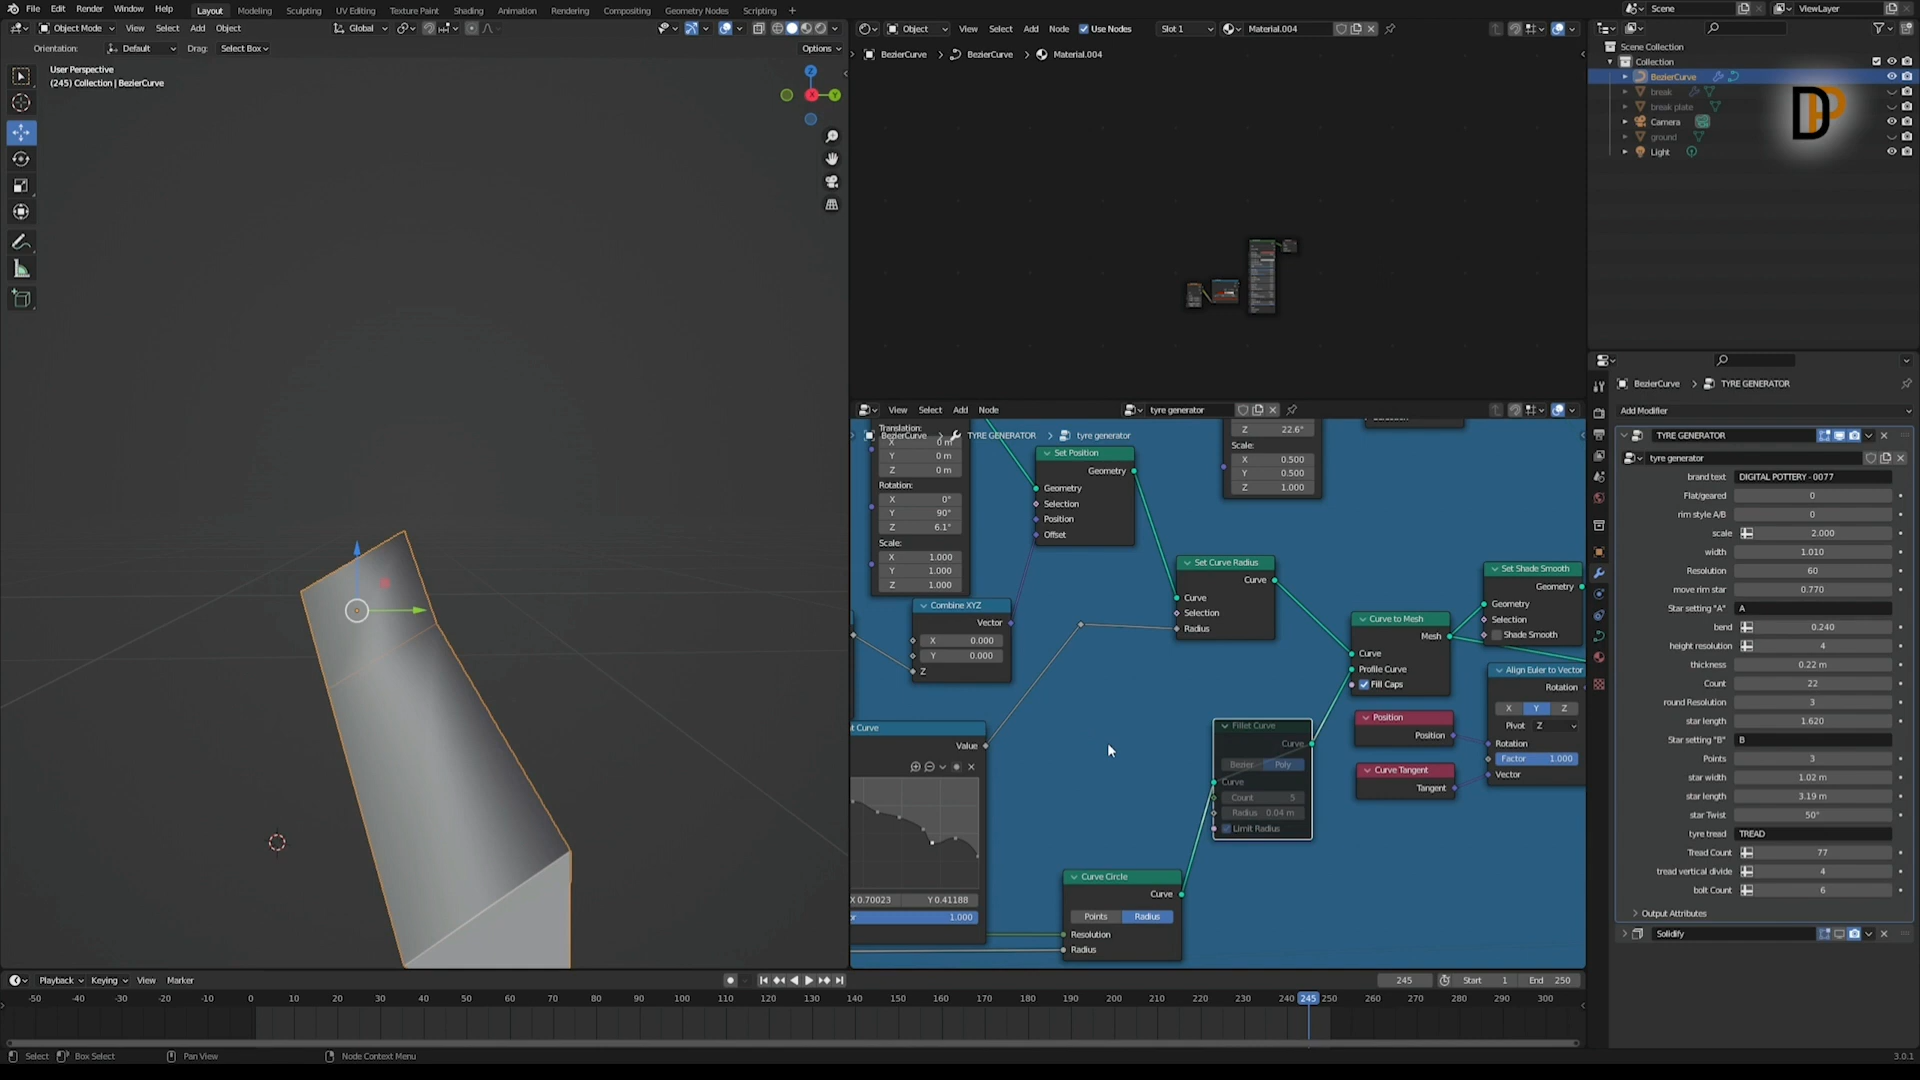 File Edit Render Window Help Layout Modeling Sculpting UV Editing Texture Paint Shading Animation Rendering Compositing Geometry Nodes Scripting + Scene ViewLayer
Object Mode View Select Add Object Global
Orientation: Default Drag: Select Box Options
User Perspective
(245) Collection | BezierCurve
Z
X
Y
Object View Select Add Node Use Nodes Slot 1 Material.004
BezierCurve > BezierCurve > Material.004
View Select Add Node tyre generator
BezierCurve > TYRE GENERATOR > tyre generator
Translation:
X 0 m
Y 0 m
Z 0 m
Rotation:
X 0°
Y 90°
Z 6.1°
Scale:
X 1.000
Y 1.000
Z 1.000
Set Position
Geometry
Geometry
Selection
Position
Offset
Combine XYZ
Vector
X 0.000
Y 0.000
Z
Z 22.6°
Scale:
X 0.500
Y 0.500
Z 1.000
Set Curve Radius
Curve
Curve
Selection
Radius
Curve to Mesh
Mesh
Curve
Profile Curve
Fill Caps
Set Shade Smooth
Geometry
Geometry
Selection
Shade Smooth
Align Euler to Vector
Rotation
X Y Z
Pivot Z
Rotation
Factor 1.000
Vector
Position
Position
Curve Tangent
Tangent
Fillet Curve
Curve
Bezier Poly
Curve
Count 5
Radius 0.04 m
Limit Radius
Curve
Value
X 0.70023 Y 0.41188
1.000
Curve Circle
Curve
Points Radius
Resolution
Radius
Scene Collection
Collection
BezierCurve
break
break plate
Camera
ground
Light
DP
BezierCurve > TYRE GENERATOR
Add Modifier
TYRE GENERATOR
tyre generator
brand text DIGITAL POTTERY - 0077
Flat/geared 0
rim style A/B 0
scale 2.000
width 1.010
Resolution 60
move rim star 0.770
Star setting "A" A
bend 0.240
height resolution 4
thickness 0.22 m
Count 22
round Resolution 3
star length 1.620
Star setting "B" B
Points 3
star width 1.02 m
star length 3.19 m
star Twist 50°
tyre tread TREAD
Tread Count 77
tread vertical divide 4
bolt Count 6
Output Attributes
Solidify
Playback Keying View Marker 245 Start 1 End 250
-50 -40 -30 -20 -10 0 10 20 30 40 50 60 70 80 90 100 110 120 130 140 150 160 170 180 190 200 210 220 230 240 245 250 260 270 280 290 300
Select Box Select Pan View Node Context Menu 3.0.1